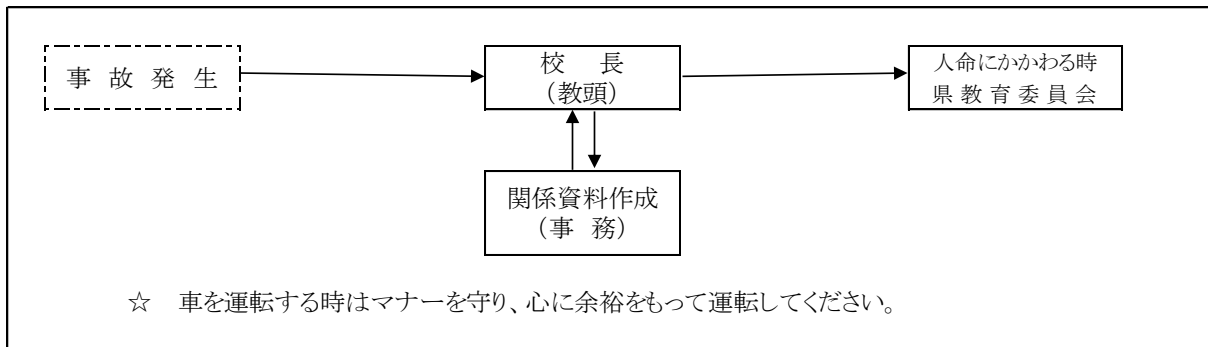 事 故 発 生
校　長
（教頭）
人命にかかわる時
県 教 育 委 員 会
関係資料作成
（事 務）
☆　車を運転する時はマナーを守り、心に余裕をもって運転してください。